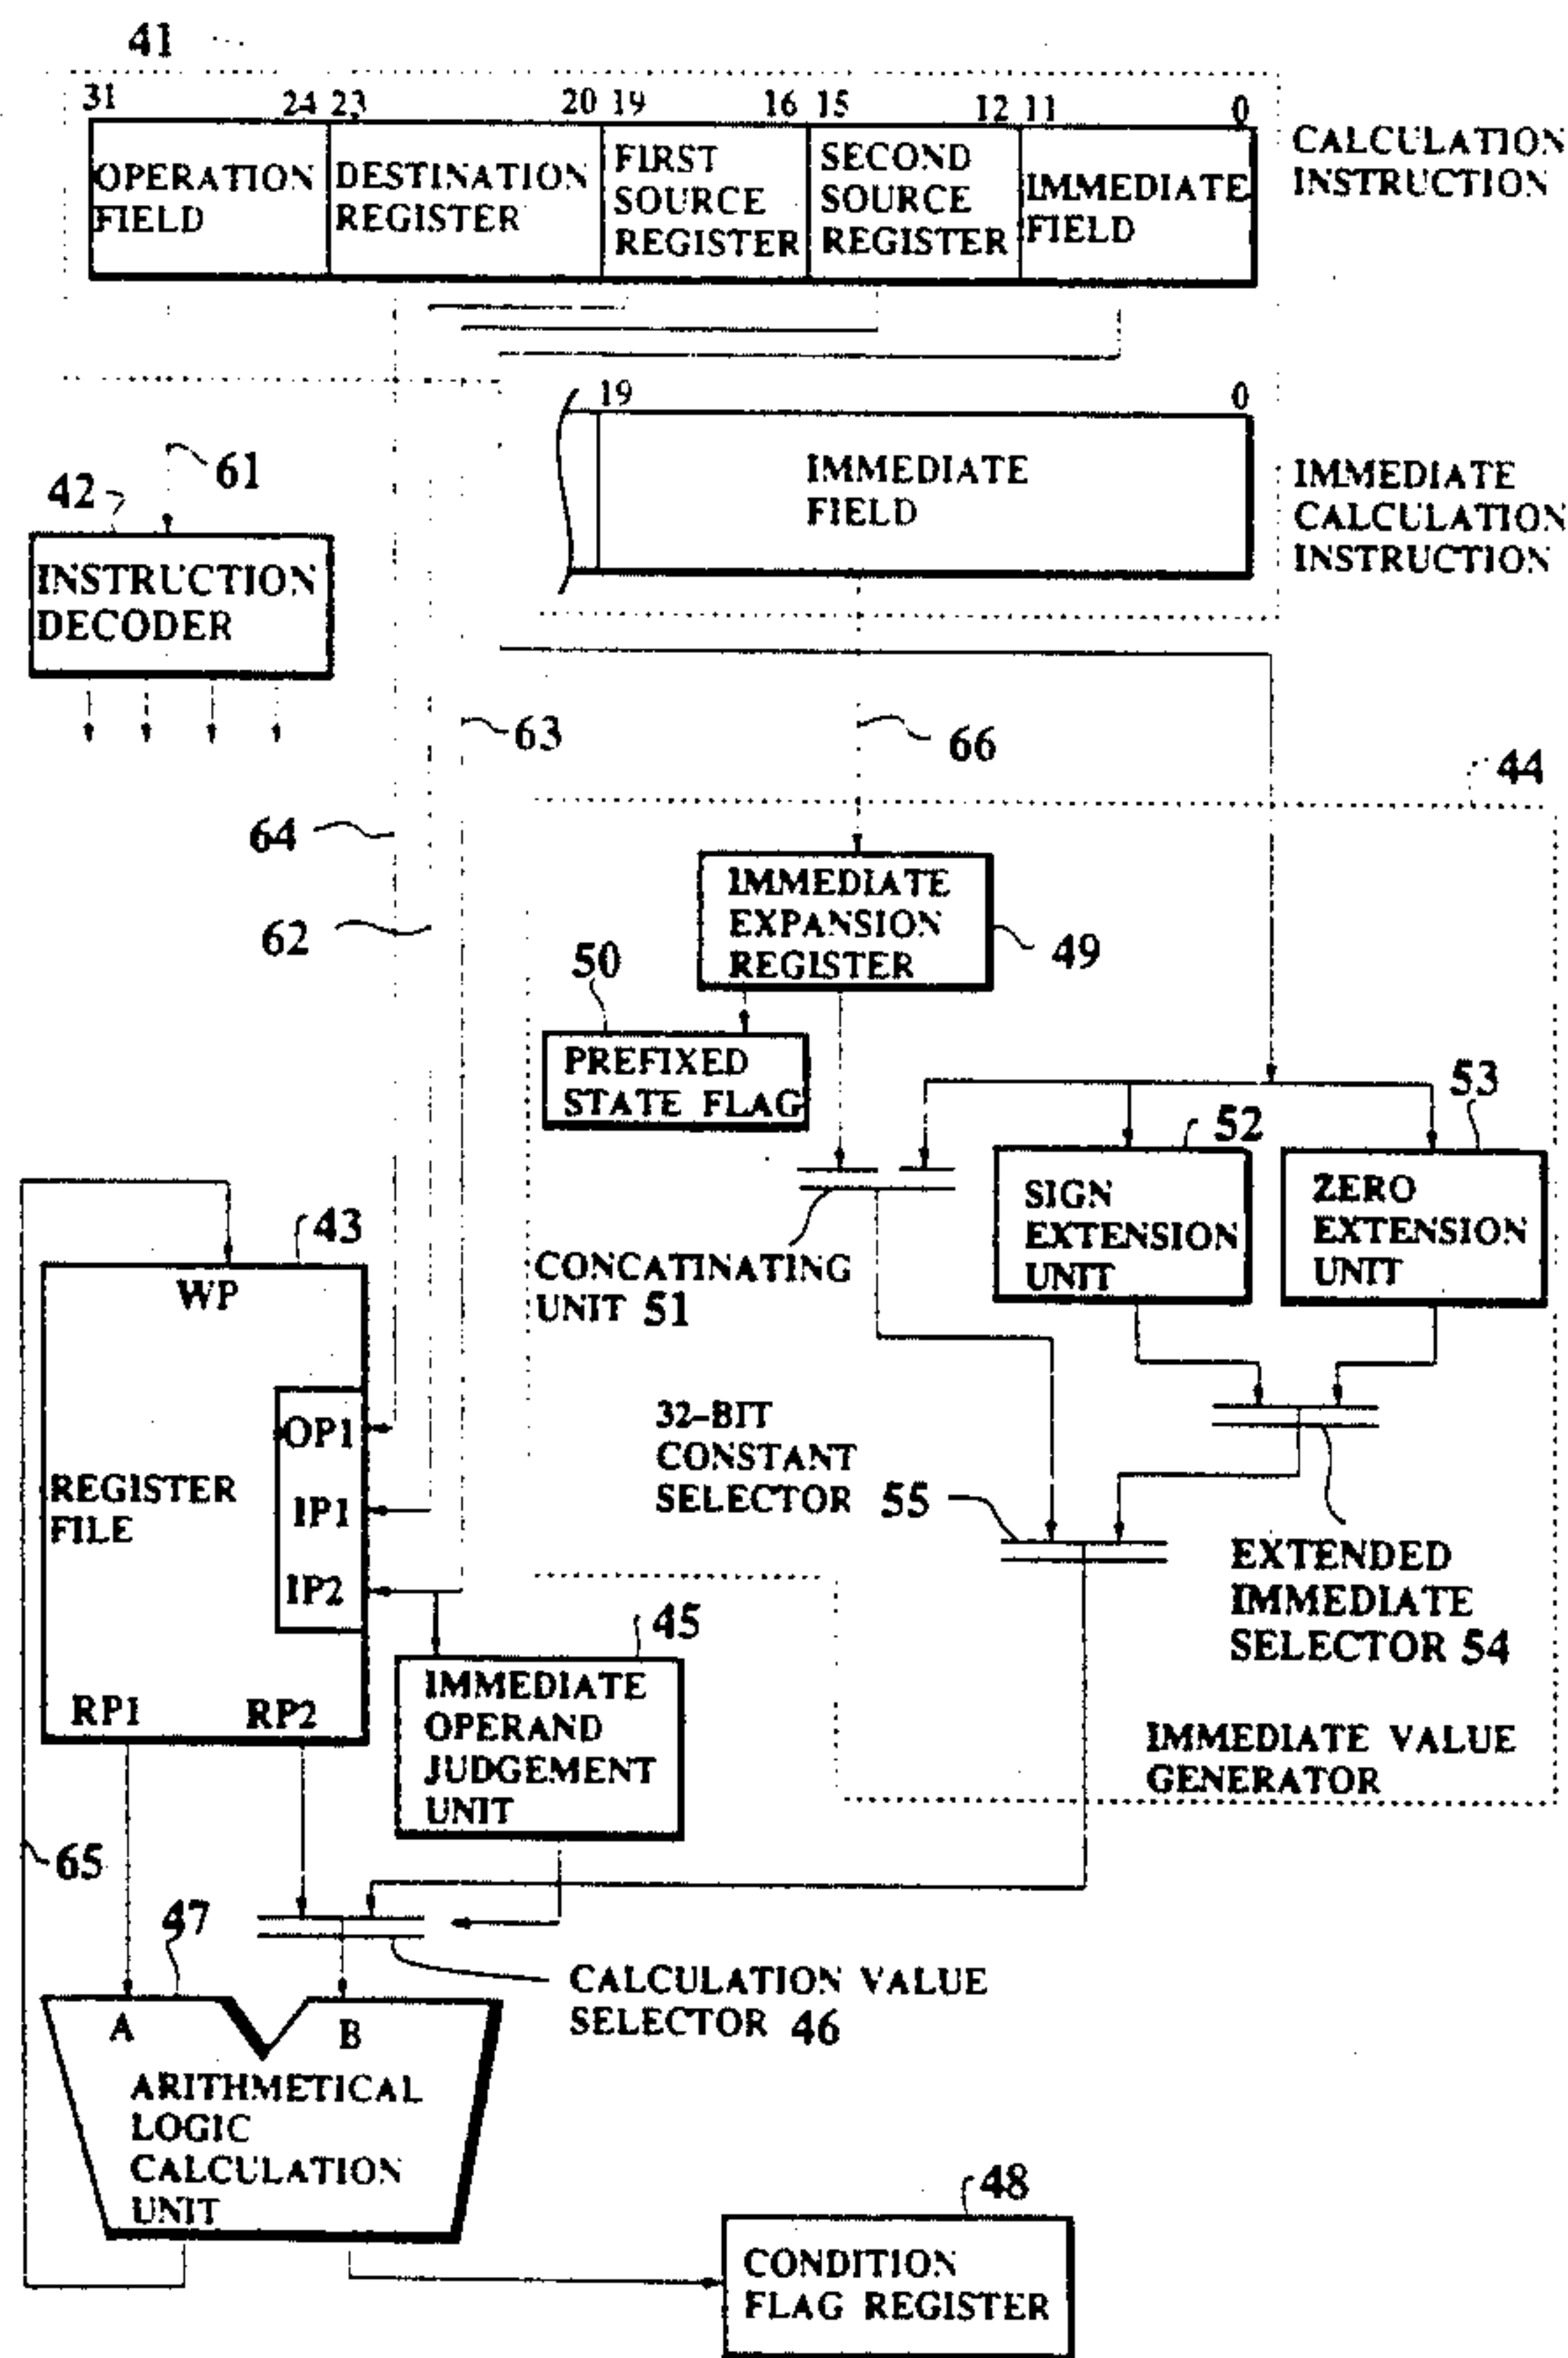 41
31 24 23 20 19 16 15 12 11 0
OPERATION
FIELD
DESTINATION
REGISTER
FIRST
SOURCE
REGISTER
SECOND
SOURCE
REGISTER
IMMEDIATE
FIELD
CALCULATION
INSTRUCTION
19 0
IMMEDIATE
FIELD
IMMEDIATE
CALCULATION
INSTRUCTION
61
42
INSTRUCTION
DECODER
63
66
44
64
62
IMMEDIATE
EXPANSION
REGISTER
49
50
PREFIXED
STATE FLAG
52
53
SIGN
EXTENSION
UNIT
ZERO
EXTENSION
UNIT
CONCATINATING
UNIT 51
43
WP
OP1
IP1
IP2
REGISTER
FILE
RP1 RP2
32-BIT
CONSTANT
SELECTOR 55
EXTENDED
IMMEDIATE
SELECTOR 54
45
IMMEDIATE
OPERAND
JUDGEMENT
UNIT
IMMEDIATE VALUE
GENERATOR
65
47
CALCULATION VALUE
SELECTOR 46
A B
ARITHMETICAL
LOGIC
CALCULATION
UNIT
48
CONDITION
FLAG REGISTER